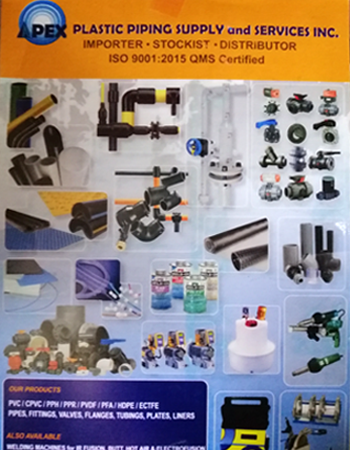 APEX
PLASTIC PIPING SUPPLY and SERVICES INC.
IMPORTER • STOCKIST • DISTRIBUTOR
ISO 9001:2015 QMS Certified
OUR PRODUCTS
PVC / CPVC / PPH / PPR / PVDF / PFA / HDPE / ECTFE
PIPES, FITTINGS, VALVES, FLANGES, TUBINGS, PLATES, LINERS
ALSO AVAILABLE
WELDING MACHINES for IR FUSION, BUTT, HOT AIR & ELECTROFUSION